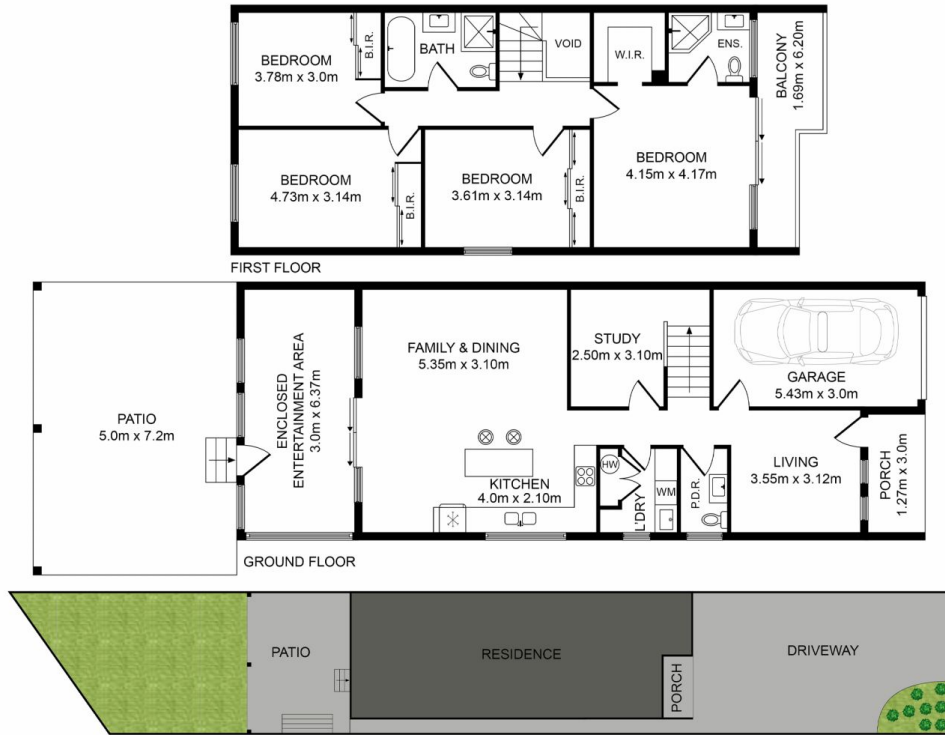 BEDROOM
3.78m x 3.0m
B.I.R.
BATH
VOID
W.I.R.
ENS.
BALCONY
1.69m x 6.20m
BEDROOM
4.73m x 3.14m
B.I.R.
BEDROOM
3.61m x 3.14m
B.I.R.
BEDROOM
4.15m x 4.17m
FIRST FLOOR
PATIO
5.0m x 7.2m
ENCLOSED
ENTERTAINMENT AREA
3.0m x 6.37m
FAMILY & DINING
5.35m x 3.10m
STUDY
2.50m x 3.10m
GARAGE
5.43m x 3.0m
KITCHEN
4.0m x 2.10m
HW
L'DRY
WM
P.D.R.
LIVING
3.55m x 3.12m
PORCH
1.27m x 3.0m
GROUND FLOOR
PATIO
RESIDENCE
PORCH
DRIVEWAY